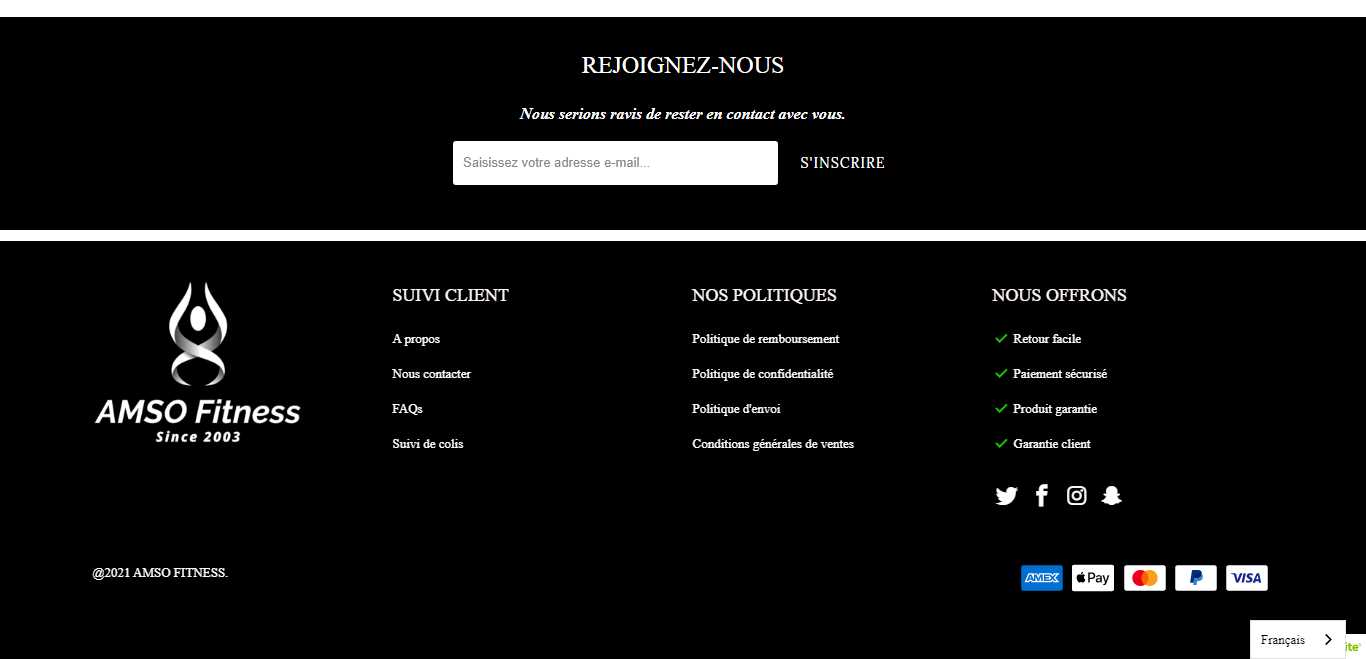 REJOIGNEZ-NOUS
Nous serions ravis de rester en contact avec vous.
Saisissez votre adresse e-mail...
S'INSCRIRE
AMSO Fitness
Since 2003
SUIVI CLIENT
A propos
Nous contacter
FAQs
Suivi de colis
NOS POLITIQUES
Politique de remboursement
Politique de confidentialité
Politique d'envoi
Conditions générales de ventes
NOUS OFFRONS
Retour facile
Paiement sécurisé
Produit garantie
Garantie client
@2021 AMSO FITNESS.
AMEX
Pay
VISA
Français